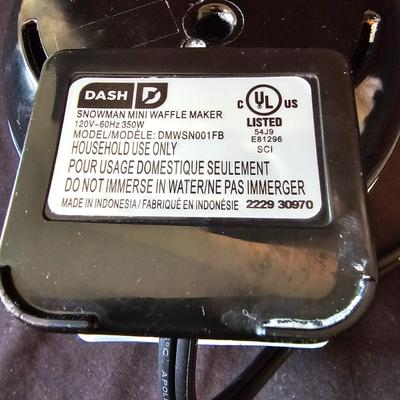 DASH D
SNOWMAN MINI WAFFLE MAKER
120V~60Hz 350W
MODEL/MODÈLE: DMWSN001FB
HOUSEHOLD USE ONLY
POUR USAGE DOMESTIQUE SEULEMENT
DO NOT IMMERSE IN WATER/NE PAS IMMERGER
MADE IN INDONESIA / FABRIQUÉ EN INDONÉSIE 2229 30970
C UL US
LISTED
54J9
E81296
SCI